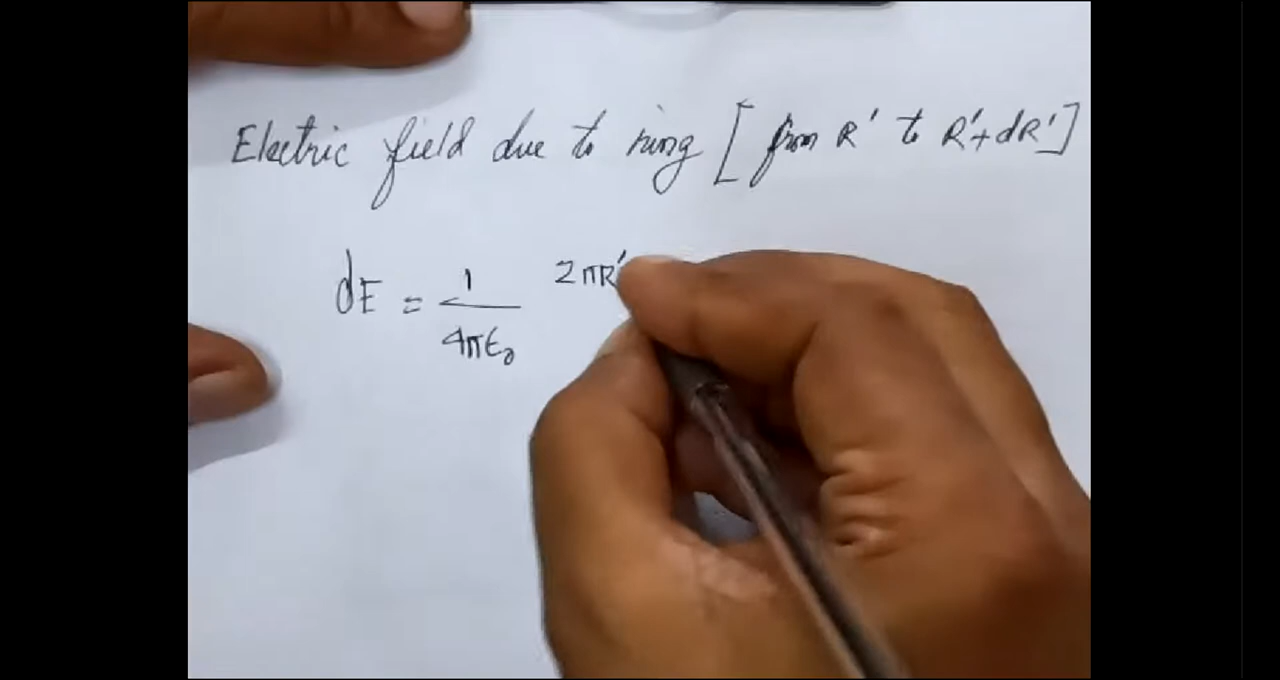 Electric field due to ring [from R' to R'+dR']
dE = 1/4πε₀ 2πR'